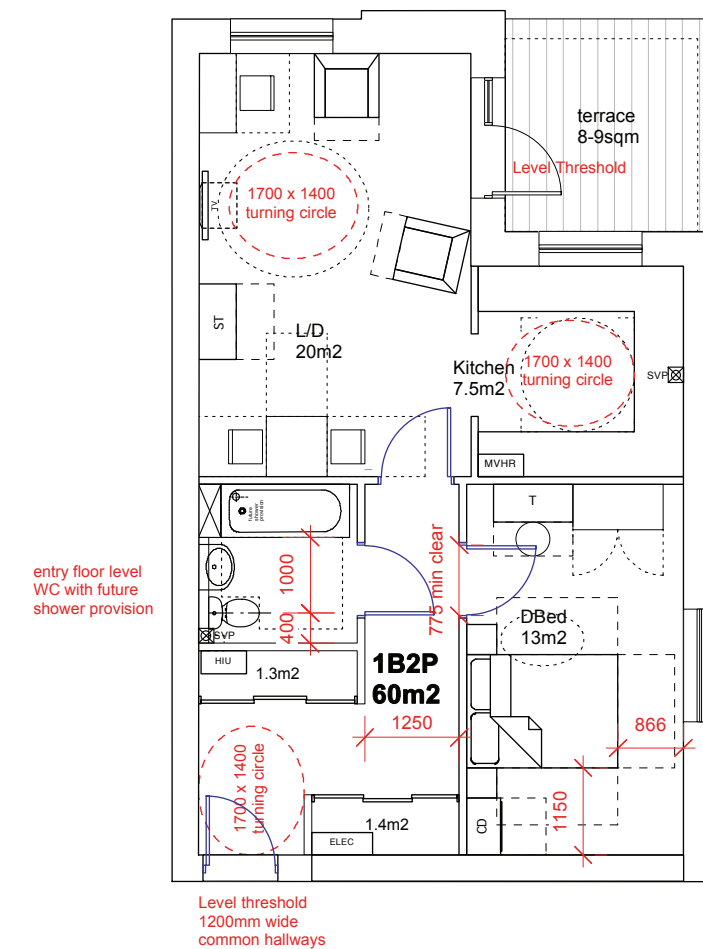 terrace
8-9sqm
Level Threshold
1700 x 1400
turning circle
TV
ST
L/D
20m2
Kitchen
7.5m2
1700 x 1400
turning circle
SVP
MVHR
T
future
shower
provision
1000
400
775 min clear
entry floor level
WC with future
shower provision
SVP
DBed
13m2
HIU
1.3m2
1B2P
60m2
1250
866
1700 x 1400
turning circle
1150
1.4m2
CD
ELEC
Level threshold
1200mm wide
common hallways